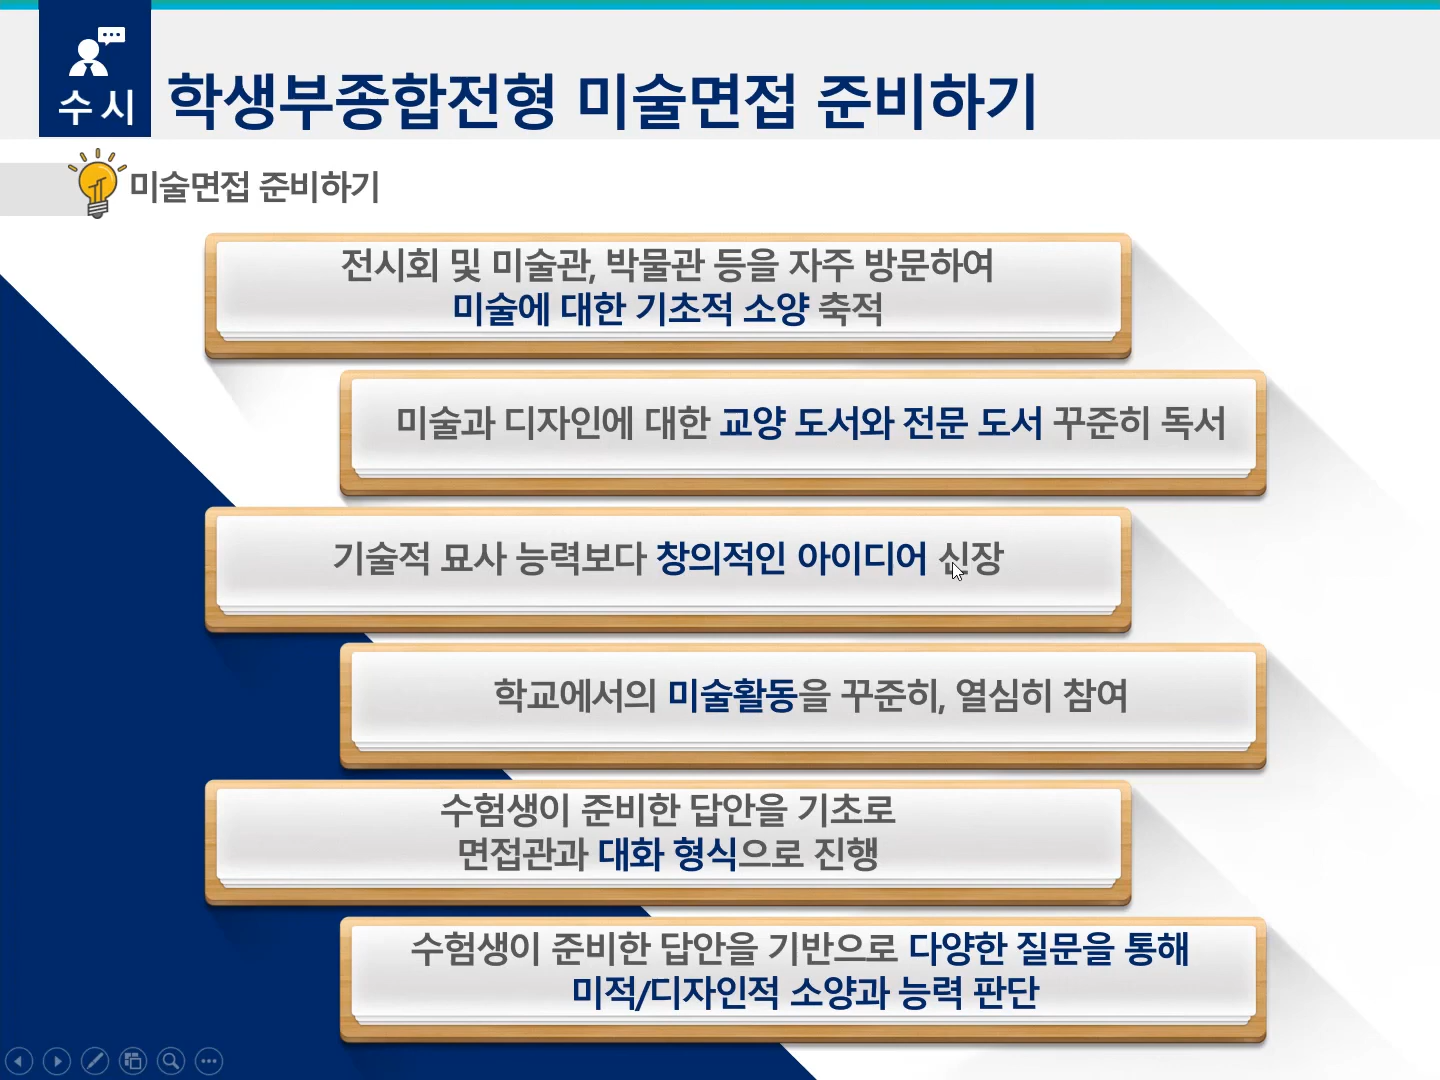 수시
학생부종합전형 미술면접 준비하기
미술면접 준비하기
전시회 및 미술관, 박물관 등을 자주 방문하여
미술에 대한 기초적 소양 축적
미술과 디자인에 대한 교양 도서와 전문 도서 꾸준히 독서
기술적 묘사 능력보다 창의적인 아이디어 신장
학교에서의 미술활동을 꾸준히, 열심히 참여
수험생이 준비한 답안을 기초로
면접관과 대화 형식으로 진행
수험생이 준비한 답안을 기반으로 다양한 질문을 통해
미적/디자인적 소양과 능력 판단